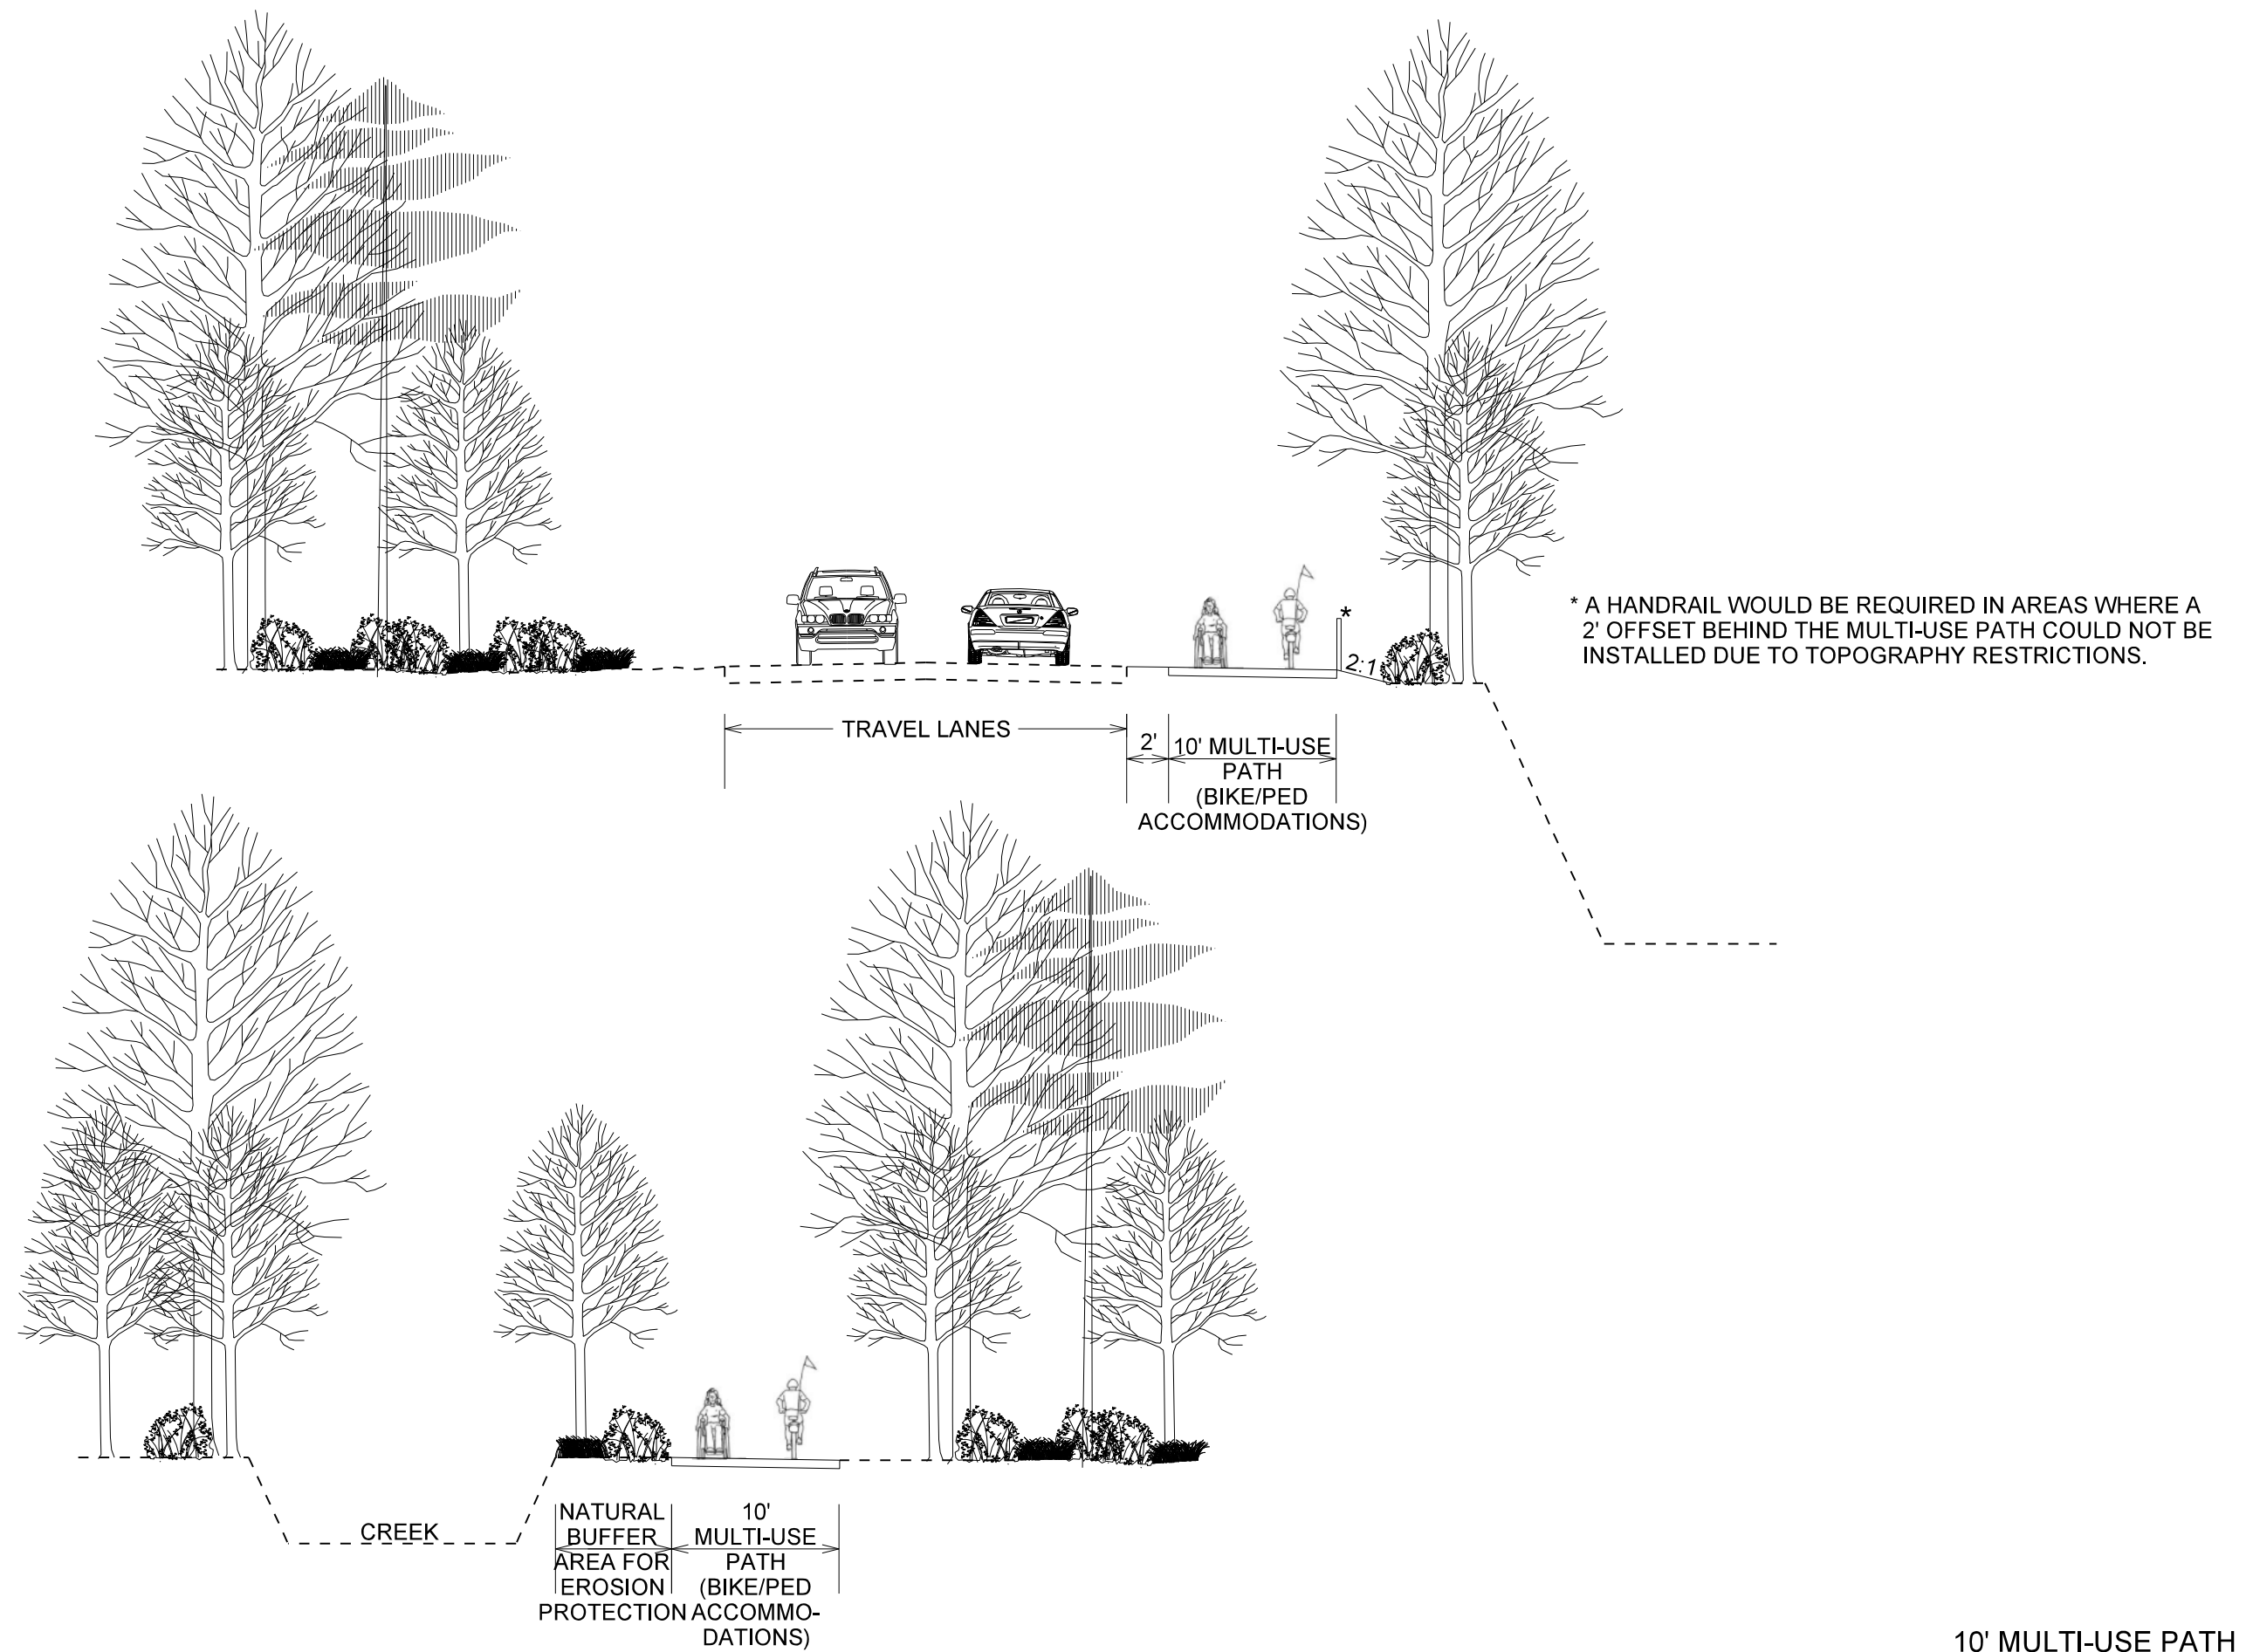 *
* A HANDRAIL WOULD BE REQUIRED IN AREAS WHERE A
2' OFFSET BEHIND THE MULTI-USE PATH COULD NOT BE
INSTALLED DUE TO TOPOGRAPHY RESTRICTIONS.
2:1
TRAVEL LANES
2'
10' MULTI-USE
PATH
(BIKE/PED
ACCOMMODATIONS)
CREEK
NATURAL
BUFFER
AREA FOR
EROSION
PROTECTION
10'
MULTI-USE
PATH
(BIKE/PED
ACCOMMO-
DATIONS)
10' MULTI-USE PATH